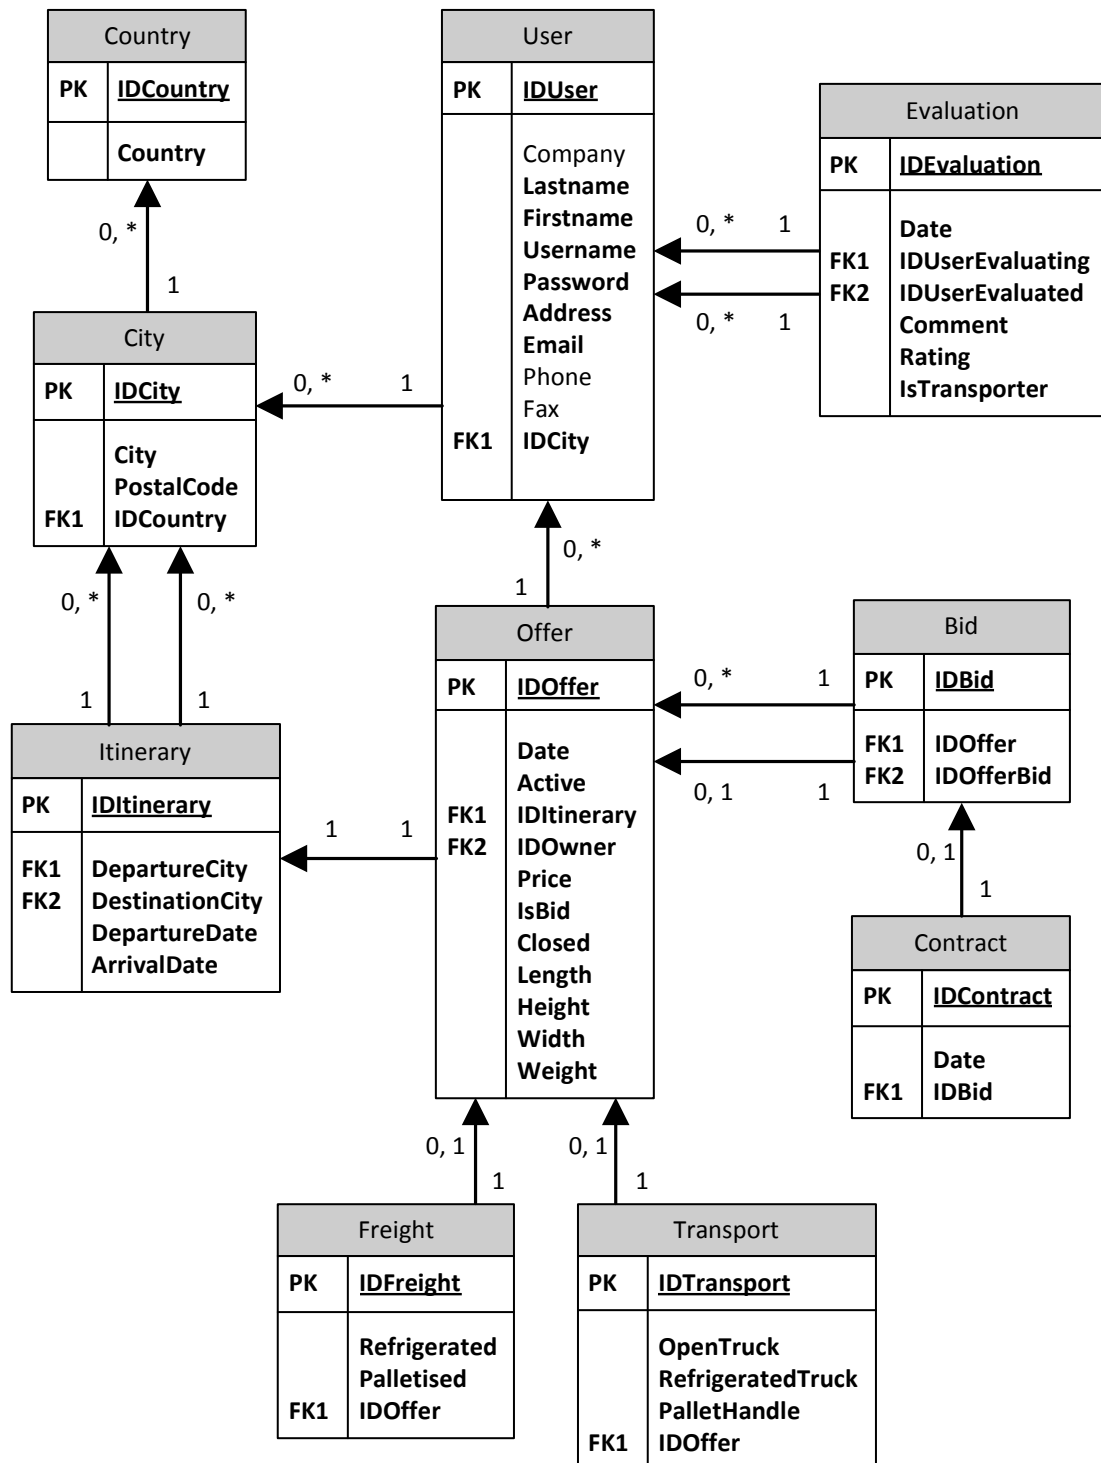 Country
PK IDCountry
Country
User
PK IDUser
Company
Lastname
Firstname
Username
Password
Address
Email
Phone
Fax
FK1 IDCity
Evaluation
PK IDEvaluation
Date
FK1 IDUserEvaluating
FK2 IDUserEvaluated
Comment
Rating
IsTransporter
0, * 1
0, * 1
0, *
1
City
PK IDCity
City
PostalCode
FK1 IDCountry
0, * 1
0, *
1
0, * 0, *
1 1
Itinerary
PK IDItinerary
FK1 DepartureCity
FK2 DestinationCity
DepartureDate
ArrivalDate
1 1
Offer
PK IDOffer
Date
Active
FK1 IDItinerary
FK2 IDOwner
Price
IsBid
Closed
Length
Height
Width
Weight
0, * 1
0, 1 1
Bid
PK IDBid
FK1 IDOffer
FK2 IDOfferBid
0, 1
1
Contract
PK IDContract
Date
FK1 IDBid
0, 1 0, 1
1 1
Freight
PK IDFreight
Refrigerated
Palletised
FK1 IDOffer
Transport
PK IDTransport
OpenTruck
RefrigeratedTruck
PalletHandle
FK1 IDOffer